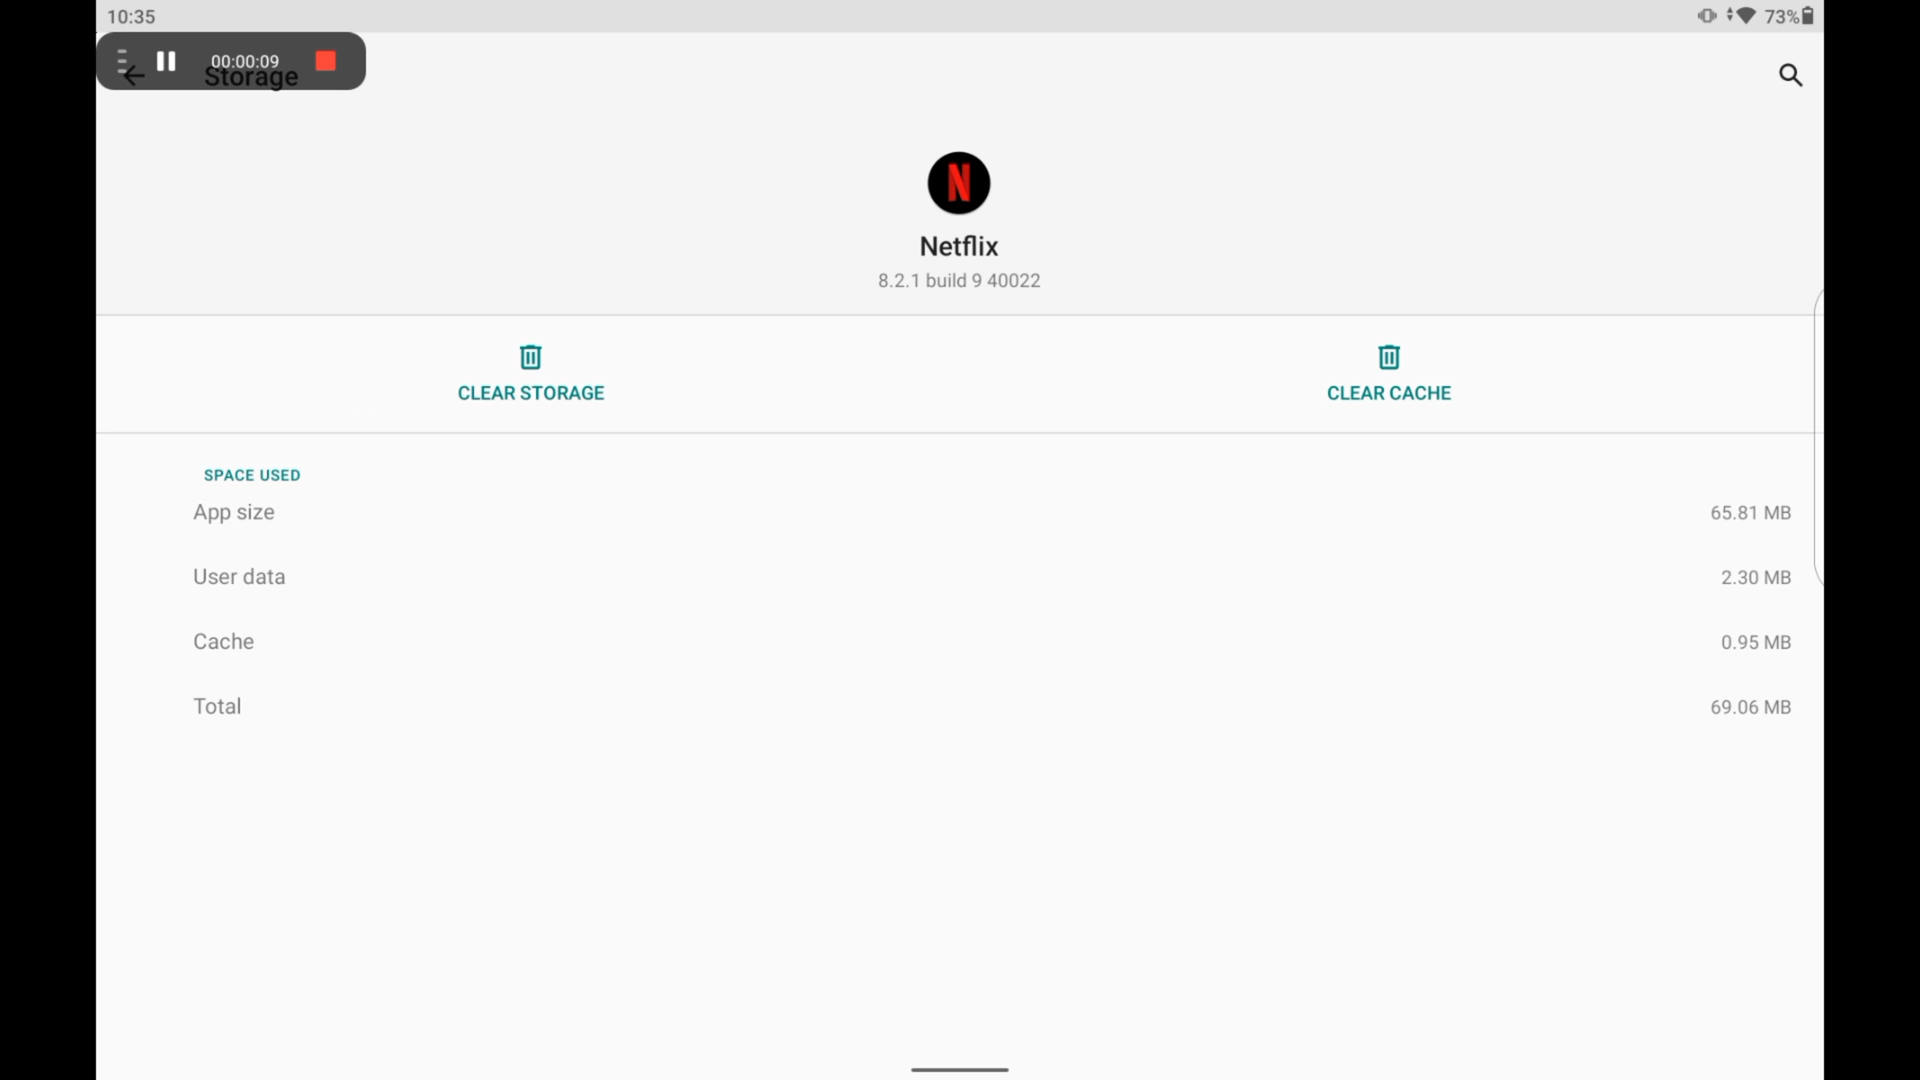 10:35
73%
00:00:09
Storage
N
Netflix
8.2.1 build 9 40022
CLEAR STORAGE
CLEAR CACHE
SPACE USED
App size
65.81 MB
User data
2.30 MB
Cache
0.95 MB
Total
69.06 MB